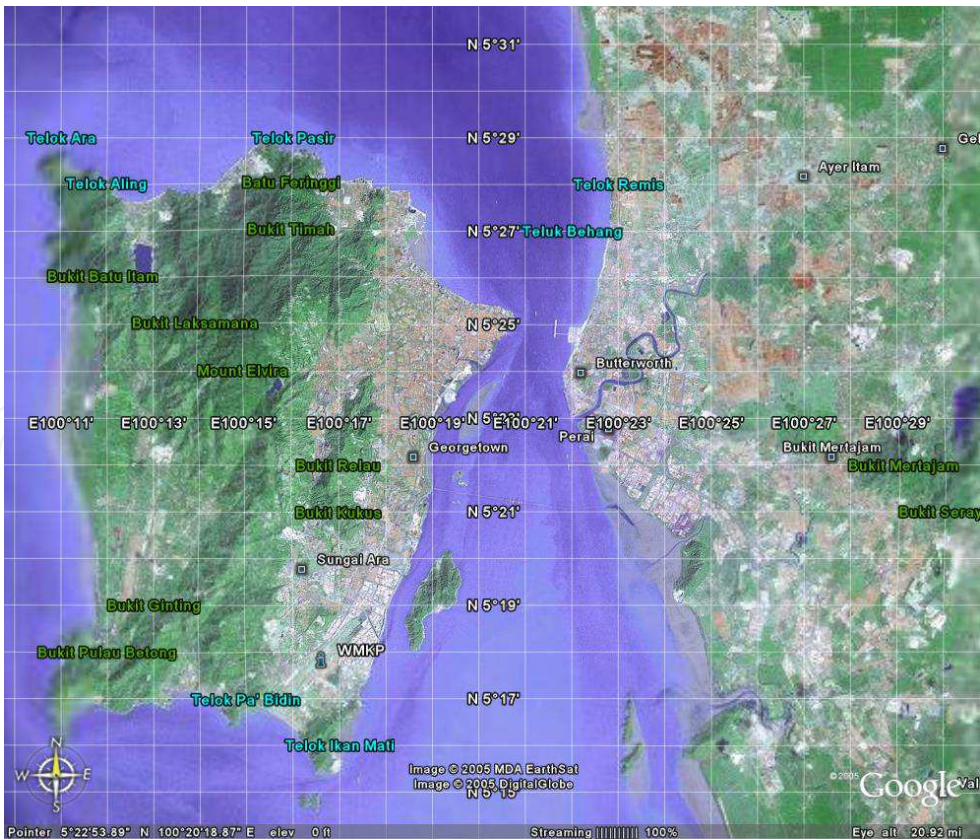 N 5°31'
Telok Ara
Telok Pasir
N 5°29'
Ayer Itam
Telok Aling
Batu Feringgi
Telok Remis
Bukit Timah
N 5°27'
Teluk Behang
Bukit Batu Itam
Bukit Laksamana
N 5°25'
Mount Elvira
Butterworth
N 5°23'
E100°11'
E100°13'
E100°15'
E100°17'
E100°19'
E100°21'
E100°23'
E100°25'
E100°27'
E100°29'
Perai
Georgetown
Bukit Mertajam
Bukit Relau
Bukit Mertajam
Bukit Kukus
N 5°21'
Bukit Seray
Sungai Ara
Bukit Ginting
N 5°19'
Bukit Pulau Betong
WMKP
Telok Pa' Bidin
N 5°17'
Telok Ikan Mati
N
W
E
S
Image © 2005 MDA EarthSat
Image © 2005 DigitalGlobe
N 5°15'
©2005 Google
Pointer 5°22'53.89" N 100°20'18.87" E elev 0 ft
Streaming |||||||||| 100%
Eye alt 20.92 mi